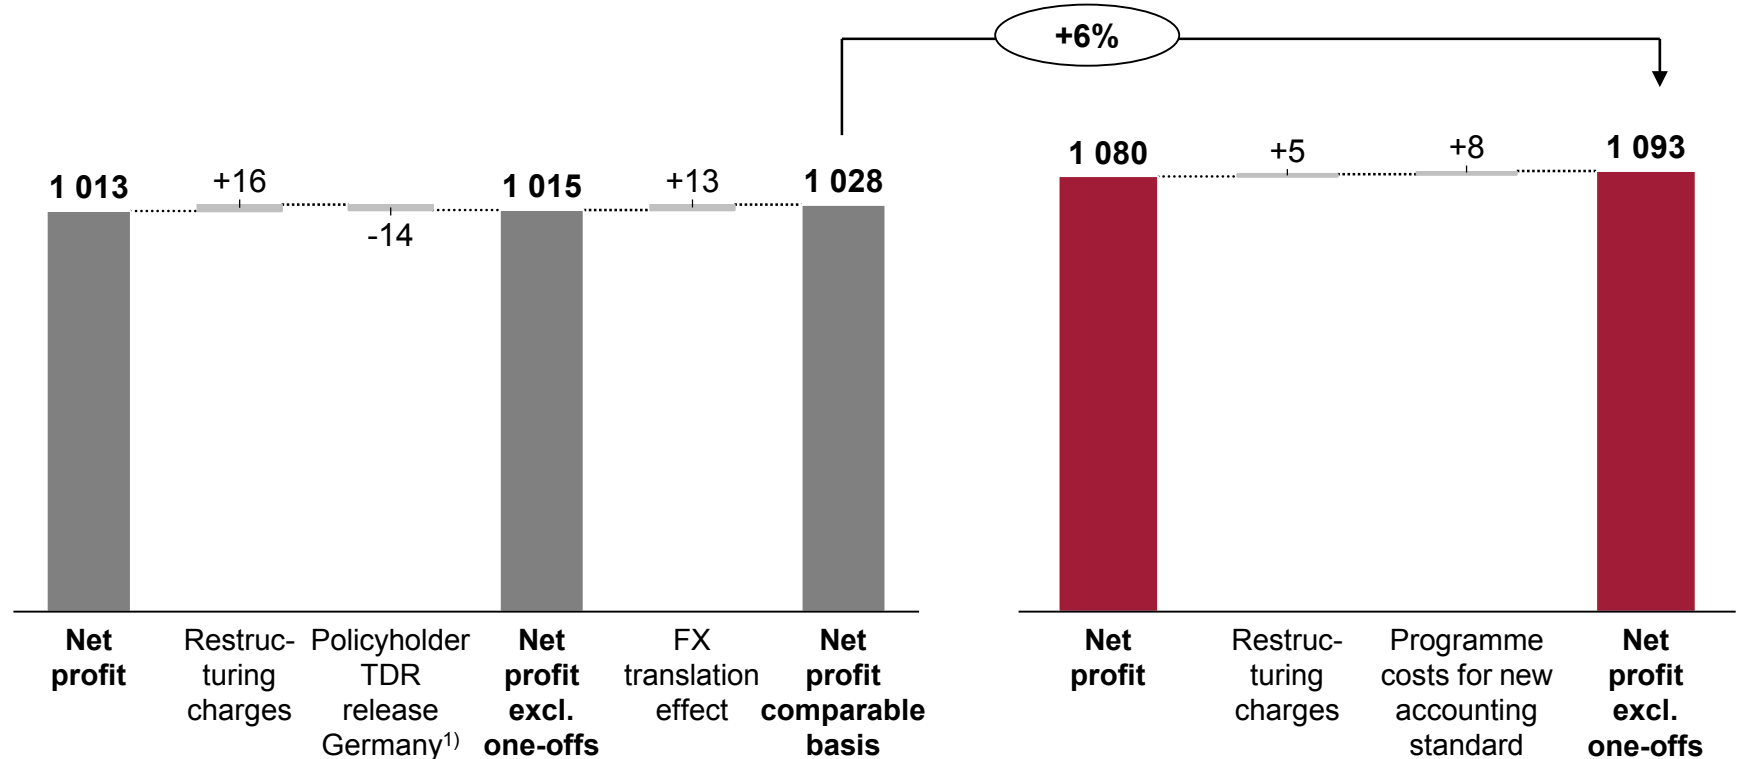 +6%
1 013
+16
-14
1 015
+13
1 028
1 080
+5
+8
1 093
Net
profit
Restruc-
turing
charges
Policyholder
TDR
release
Germany1)
Net
profit
excl.
one-offs
FX
translation
effect
Net
profit
comparable
basis
Net
profit
Restruc-
turing
charges
Programme
costs for new
accounting
standard
Net
profit
excl.
one-offs